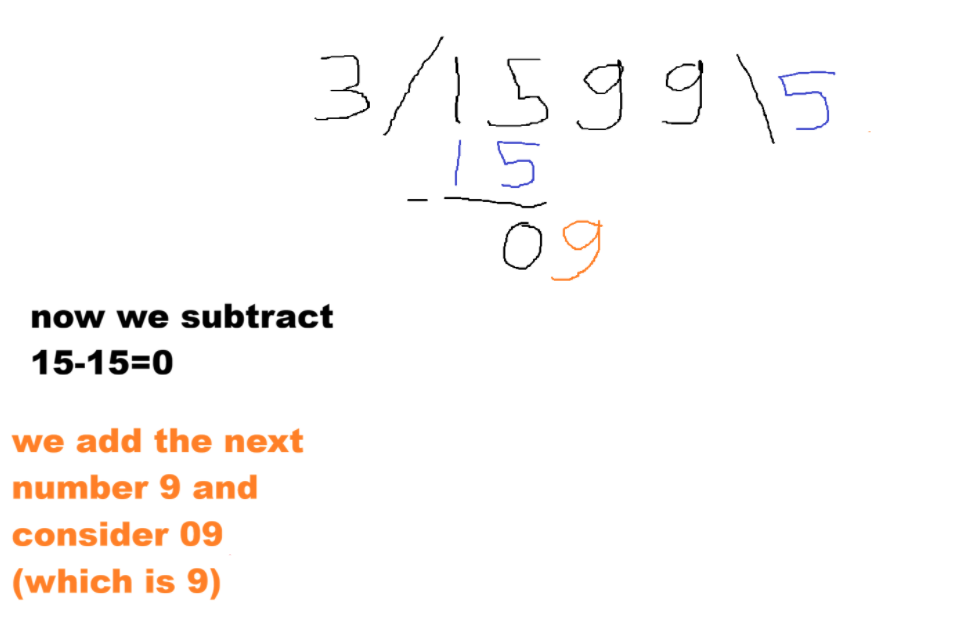 3/1599\5
15
-
09
now we subtract
15-15=0
we add the next
number 9 and
consider 09
(which is 9)